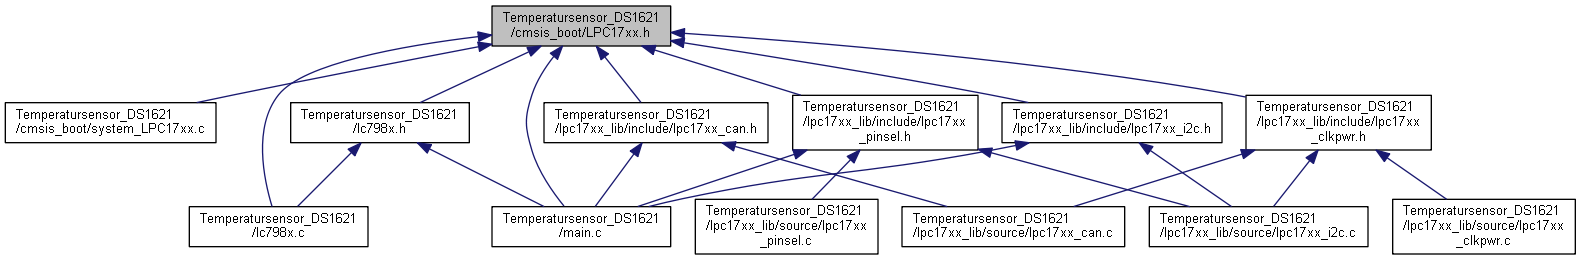 Temperatursensor_DS1621
/cmsis_boot/LPC17xx.h
Temperatursensor_DS1621
/cmsis_boot/system_LPC17xx.c
Temperatursensor_DS1621
/lc798x.h
Temperatursensor_DS1621
/lpc17xx_lib/include/lpc17xx_can.h
Temperatursensor_DS1621
/lpc17xx_lib/include/lpc17xx
_pinsel.h
Temperatursensor_DS1621
/lpc17xx_lib/include/lpc17xx_i2c.h
Temperatursensor_DS1621
/lpc17xx_lib/include/lpc17xx
_clkpwr.h
Temperatursensor_DS1621
/lc798x.c
Temperatursensor_DS1621
/main.c
Temperatursensor_DS1621
/lpc17xx_lib/source/lpc17xx
_pinsel.c
Temperatursensor_DS1621
/lpc17xx_lib/source/lpc17xx_can.c
Temperatursensor_DS1621
/lpc17xx_lib/source/lpc17xx_i2c.c
Temperatursensor_DS1621
/lpc17xx_lib/source/lpc17xx
_clkpwr.c